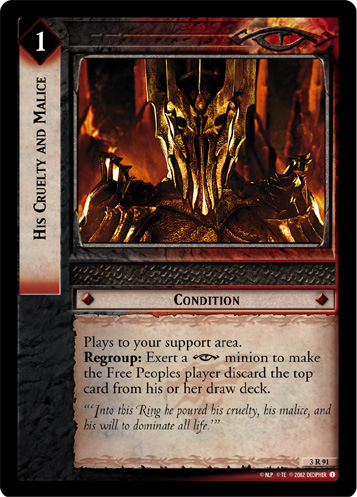 1
His Cruelty and Malice
Condition
Plays to your support area.
Regroup: Exert a minion to make
the Free Peoples player discard the top
card from his or her draw deck.
“‘Into this Ring he poured his cruelty, his malice, and
his will to dominate all life.’”
3 R 91
© NLP © TE © 2002 DECIPHER 1